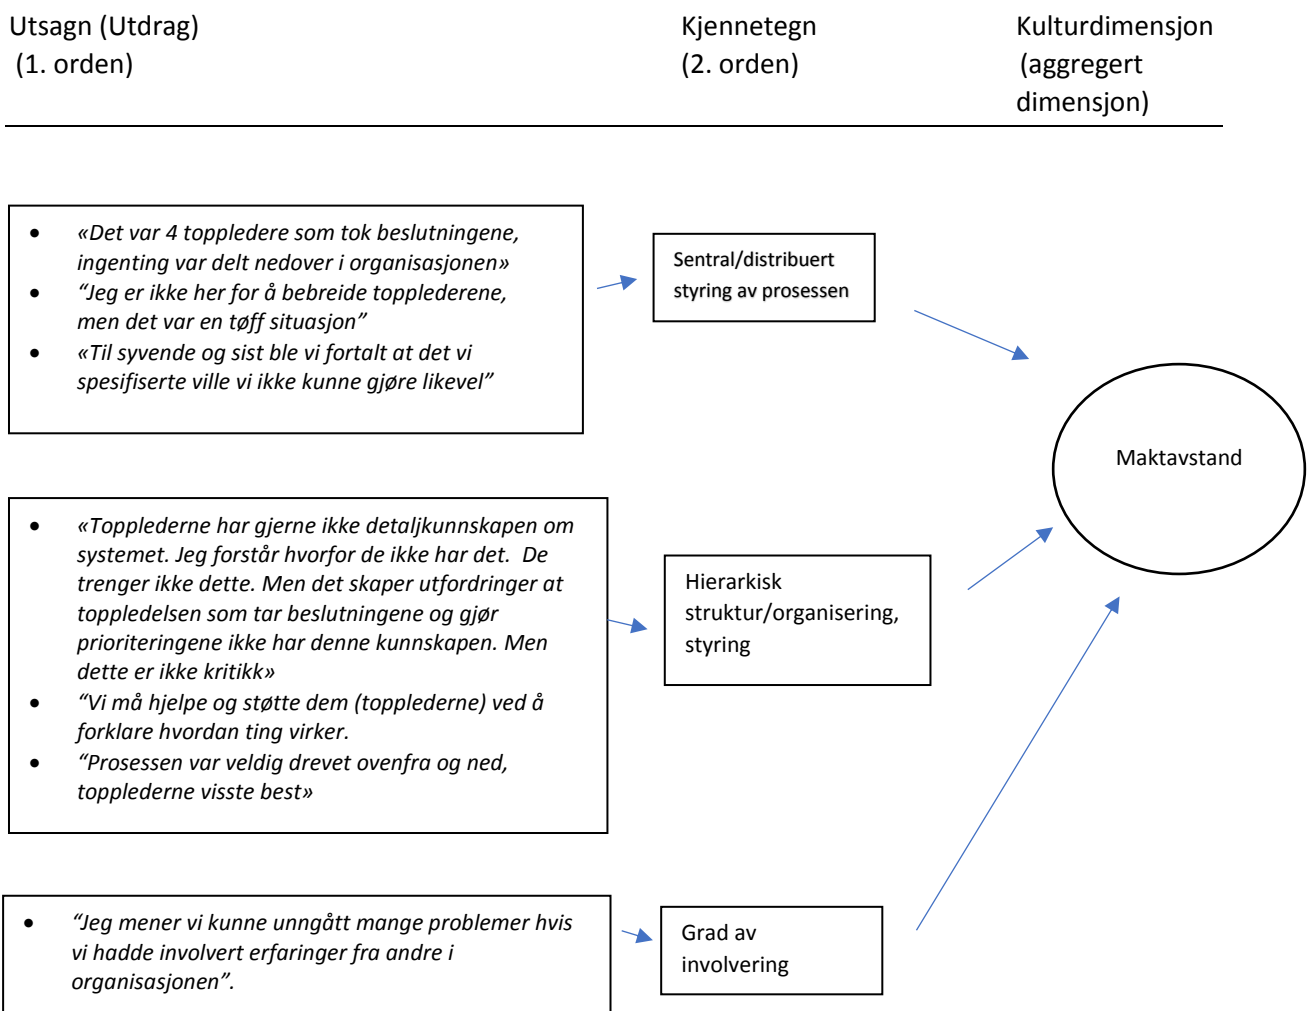 Utsagn (Utdrag)
(1. orden)
Kjennetegn
(2. orden)
Kulturdimensjon
(aggregert
dimensjon)
• «Det var 4 toppledere som tok beslutningene,
ingenting var delt nedover i organisasjonen»
• “Jeg er ikke her for å bebreide topplederene,
men det var en tøff situasjon”
• «Til syvende og sist ble vi fortalt at det vi
spesifiserte ville vi ikke kunne gjøre likevel”
Sentral/distribuert
styring av prosessen
Maktavstand
• «Topplederne har gjerne ikke detaljkunnskapen om
systemet. Jeg forstår hvorfor de ikke har det.  De
trenger ikke dette. Men det skaper utfordringer at
toppledelsen som tar beslutningene og gjør
prioriteringene ikke har denne kunnskapen. Men
dette er ikke kritikk»
• “Vi må hjelpe og støtte dem (topplederne) ved å
forklare hvordan ting virker.
• “Prosessen var veldig drevet ovenfra og ned,
topplederne visste best»
Hierarkisk
struktur/organisering,
styring
• “Jeg mener vi kunne unngått mange problemer hvis
vi hadde involvert erfaringer fra andre i
organisasjonen”.
Grad av
involvering